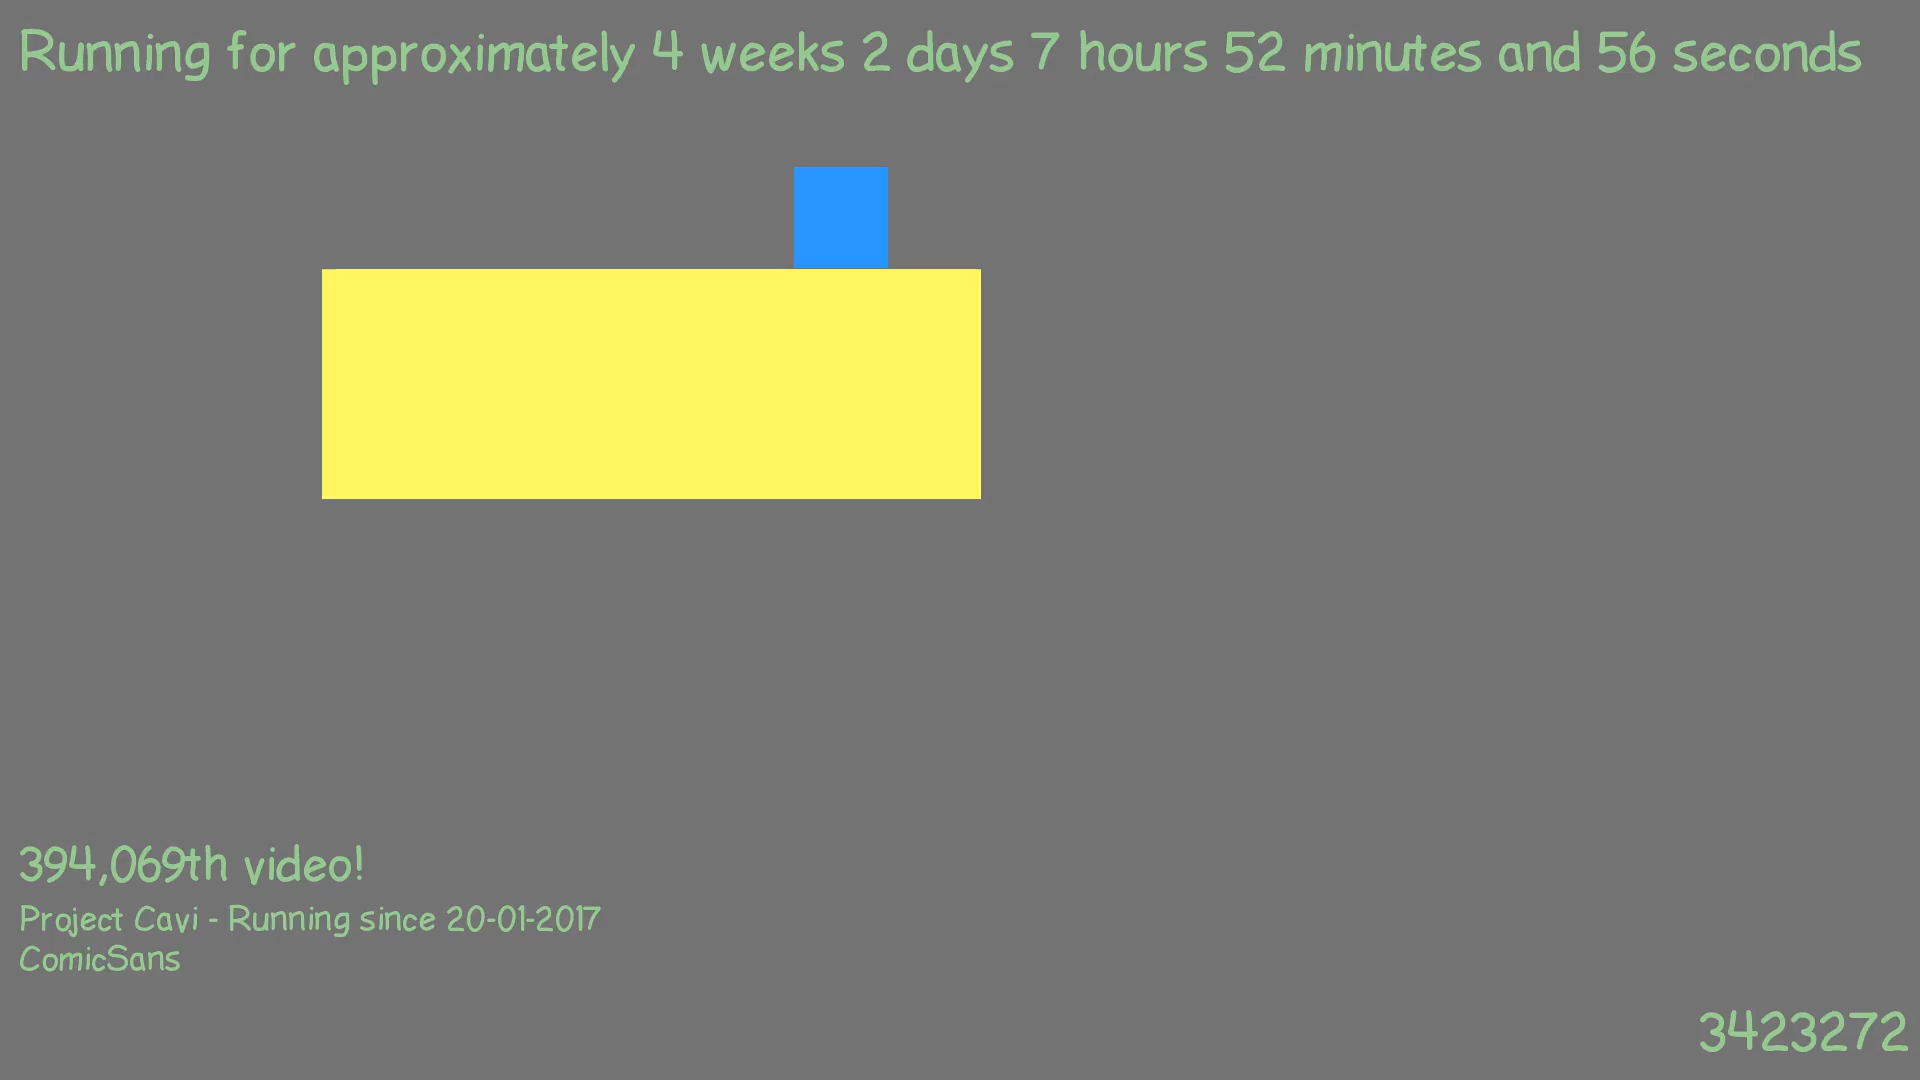 Running for approximately 4 weeks 2 days 7 hours 52 minutes and 56 seconds
394,069th video!
Project Cavi - Running since 20-01-2017
ComicSans
3423272